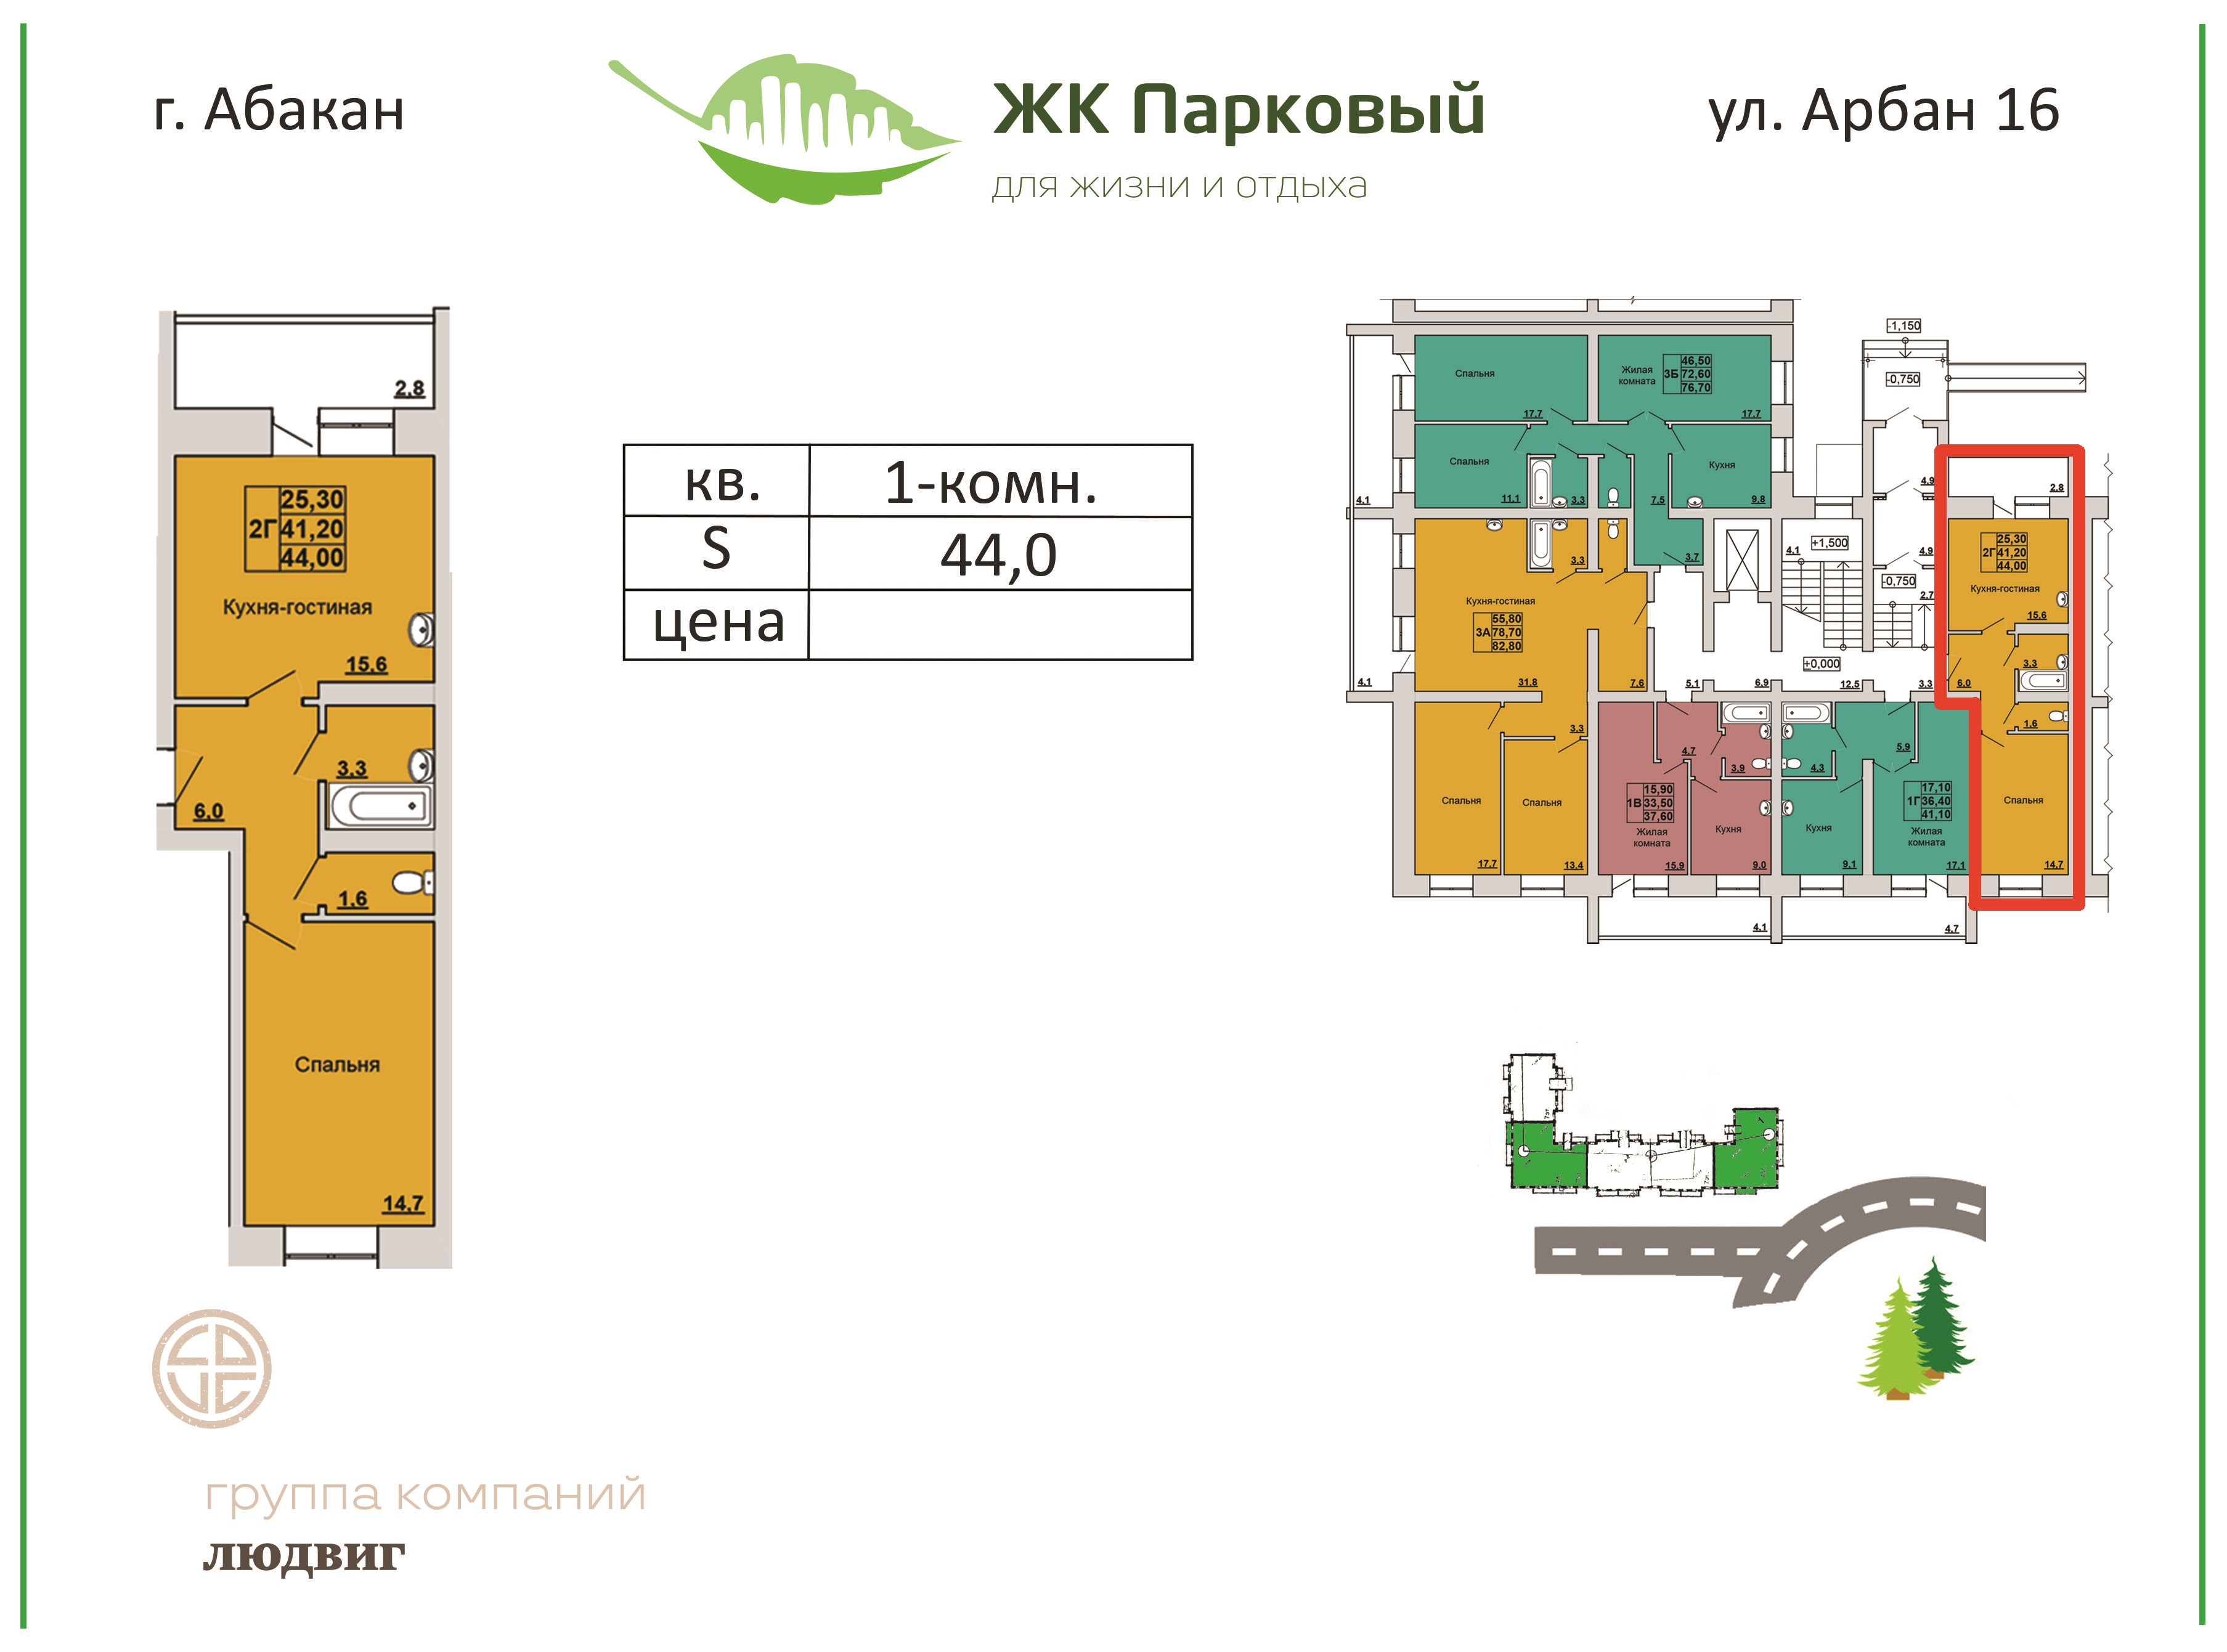 г. Абакан
ЖК Парковый
для жизни и отдыха
ул. Арбан 16
2,8
25,30
2Г 41,20
44,00
Кухня-гостиная
15,6
3,3
6,0
1,6
Спальня
14,7
кв. 1-комн.
S 44,0
цена
-1,150
-0,750
Спальня
17,7
Жилая
комната
46,50
3Б 72,60
76,70
17,7
Спальня
11,1
3,3
7,5
Кухня
9,8
4,1
4,9
2,8
3,3
3,7
4,1
+1,500
4,9
-0,750
2,7
25,30
2Г 41,20
44,00
Кухня-гостиная
15,6
Кухня-гостиная
55,80
3А 78,70
82,80
4,1
31,8
7,6
5,1
6,9
+0,000
12,5
3,3
6,0
3,3
1,6
3,3
4,7
3,9
4,3
5,9
Спальня
17,7
Спальня
13,4
15,90
1В 33,50
37,60
Жилая
комната
15,9
Кухня
9,0
Кухня
9,1
17,10
1Г 36,40
41,10
Жилая
комната
17,1
Спальня
14,7
4,1
4,7
группа компаний
людвиг